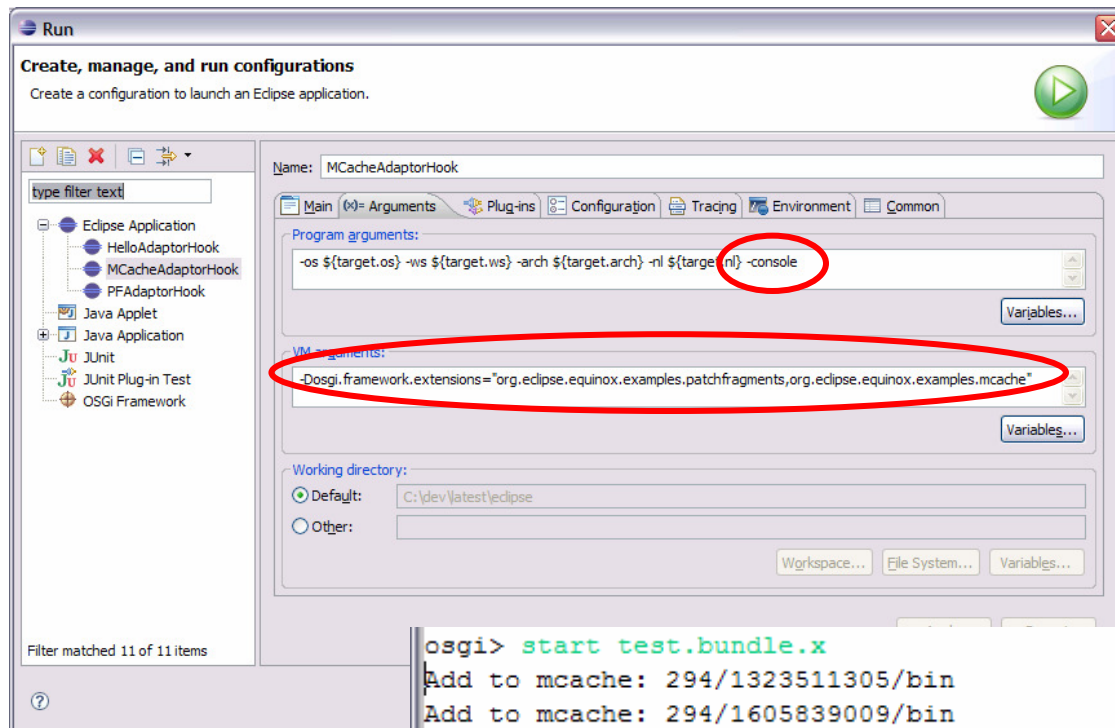 Run
Create, manage, and run configurations
Create a configuration to launch an Eclipse application.
type filter text
Eclipse Application
HelloAdaptorHook
MCacheAdaptorHook
PFAdaptorHook
Java Applet
Java Application
JUnit
JUnit Plug-in Test
OSGi Framework
Filter matched 11 of 11 items
Name: MCacheAdaptorHook
Main (x)= Arguments Plug-ins Configuration Tracing Environment Common
Program arguments:
-os ${target.os} -ws ${target.ws} -arch ${target.arch} -nl ${target.nl} -console
Variables...
VM arguments:
-Dosgi.framework.extensions="org.eclipse.equinox.examples.patchfragments,org.eclipse.equinox.examples.mcache"
Variables...
Working directory:
Default: C:\dev\latest\eclipse
Other:
Workspace... File System... Variables...
osgi> start test.bundle.x
Add to mcache: 294/1323511305/bin
Add to mcache: 294/1605839009/bin